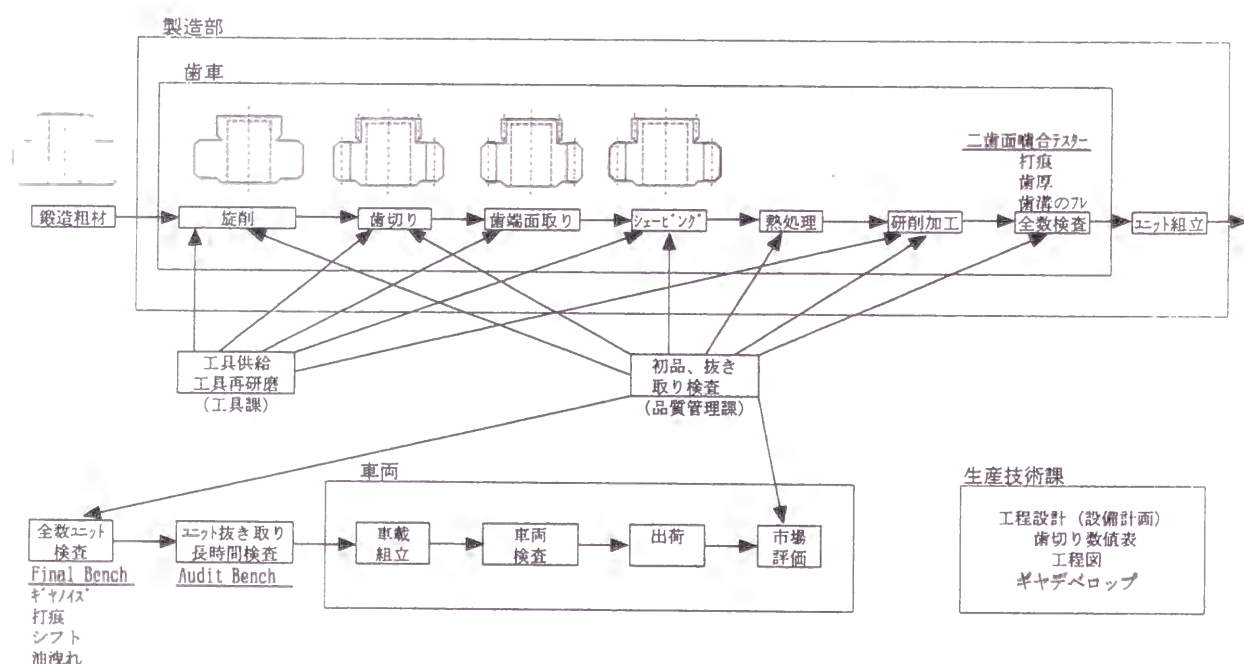 製造部
歯車
二歯面噛合テスター
打痕
歯厚
歯溝のフレ
鍛造粗材
旋削
歯切り
歯端面取り
シェービング
熱処理
研削加工
全数検査
ユニット組立
工具供給
工具再研磨
(工具課)
初品、抜き
取り検査
(品質管理課)
車両
全数ユニット
検査
Final Bench
ギヤノイズ
打痕
シフト
油洩れ
ユニット抜き取り
長時間検査
Audit Bench
車載
組立
車両
検査
出荷
市場
評価
生産技術課
工程設計（設備計画）
歯切り数値表
工程図
ギヤデベロップ